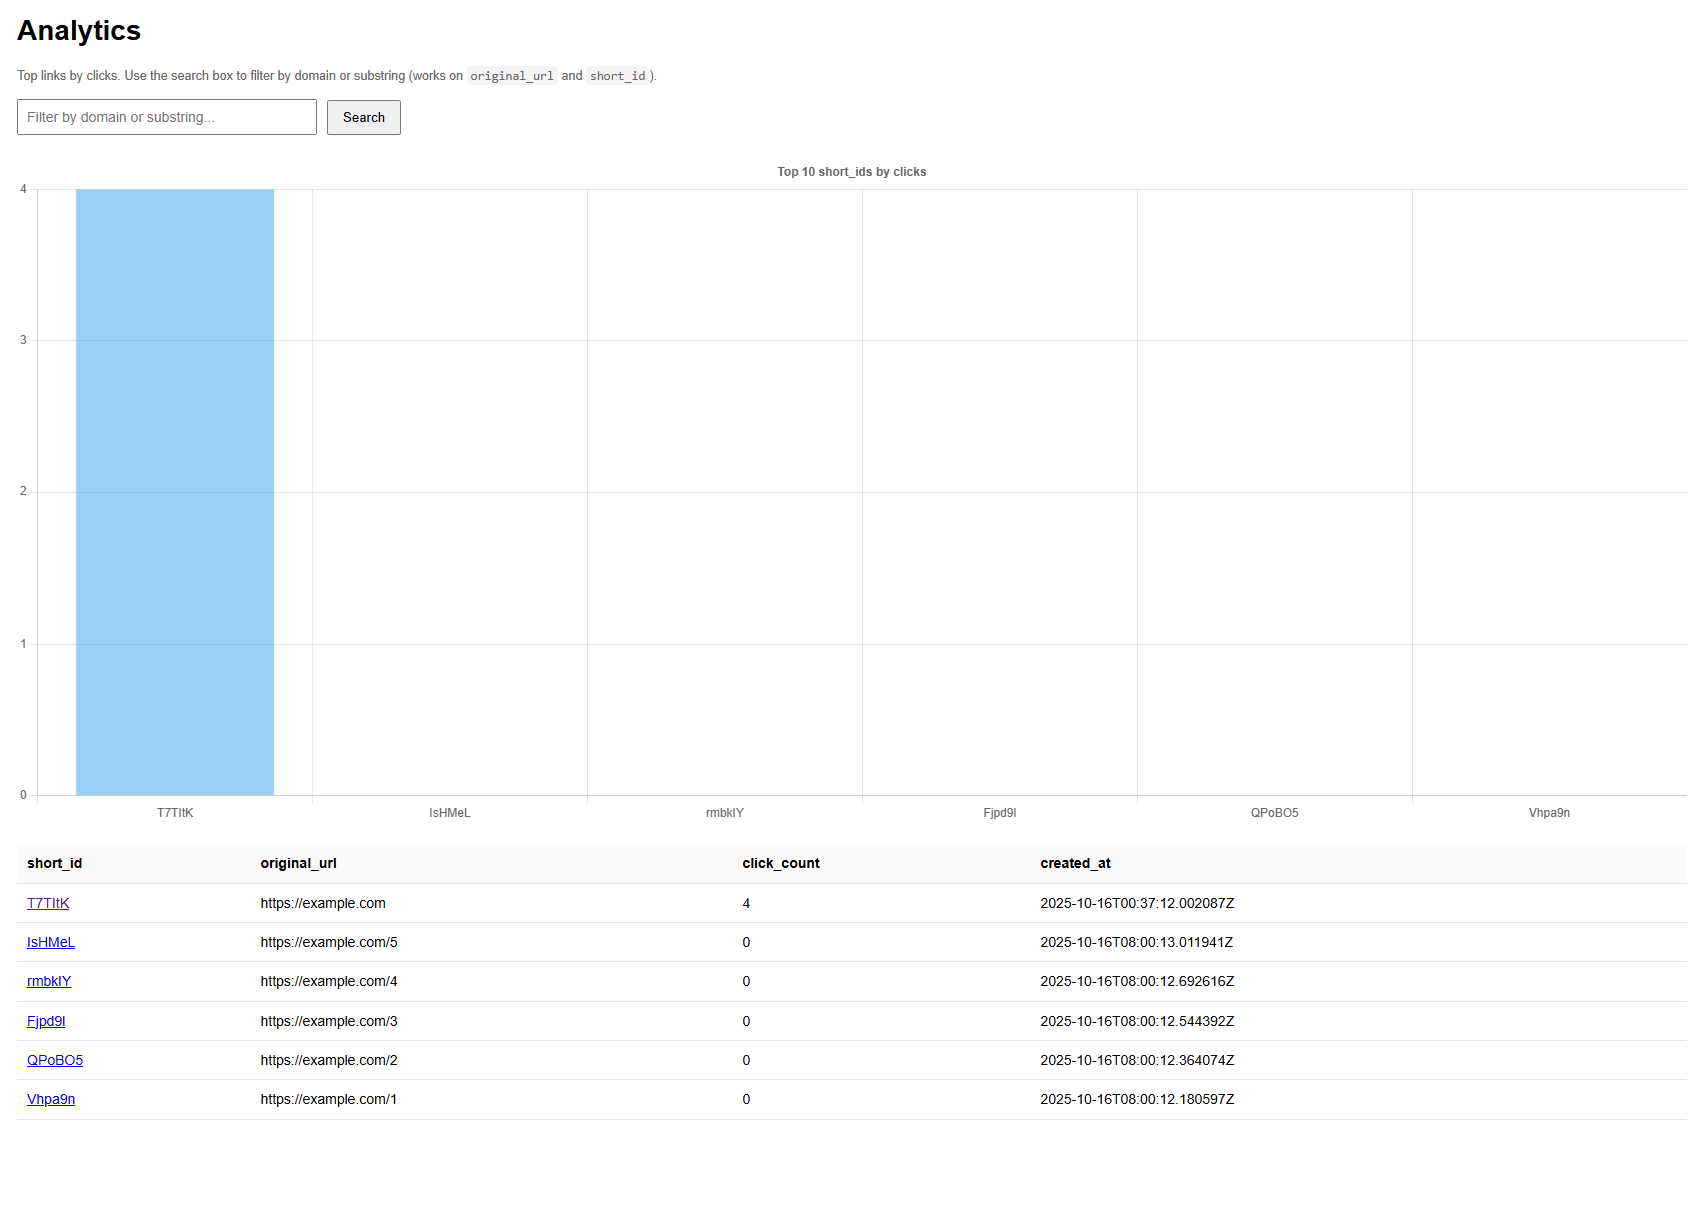 Analytics
Top links by clicks. Use the search box to filter by domain or substring (works on original_url and short_id ).
Filter by domain or substring... Search
Top 10 short_ids by clicks
4
3
2
1
0
T7TItK IsHMeL rmbkIY Fjpd9I QPoBO5 Vhpa9n
short_id original_url click_count created_at
T7TItK https://example.com 4 2025-10-16T00:37:12.002087Z
IsHMeL https://example.com/5 0 2025-10-16T08:00:13.011941Z
rmbkIY https://example.com/4 0 2025-10-16T08:00:12.692616Z
Fjpd9I https://example.com/3 0 2025-10-16T08:00:12.544392Z
QPoBO5 https://example.com/2 0 2025-10-16T08:00:12.364074Z
Vhpa9n https://example.com/1 0 2025-10-16T08:00:12.180597Z